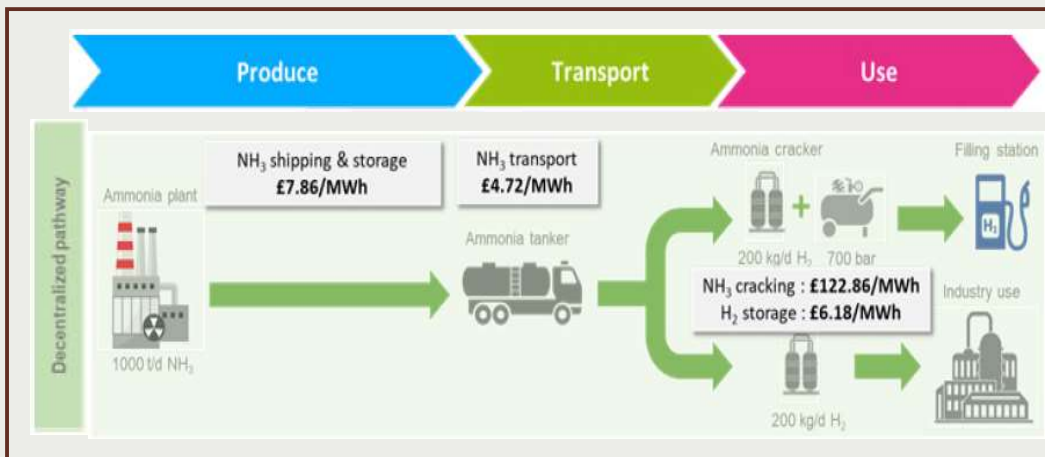 Produce
Transport
Use
Decentralized pathway
Ammonia plant
1000 t/d NH₃
NH₃ shipping & storage
£7.86/MWh
NH₃ transport
£4.72/MWh
Ammonia tanker
Ammonia cracker
200 kg/d H₂
700 bar
Filling station
H₂
NH₃ cracking : £122.86/MWh
H₂ storage : £6.18/MWh
Industry use
200 kg/d H₂